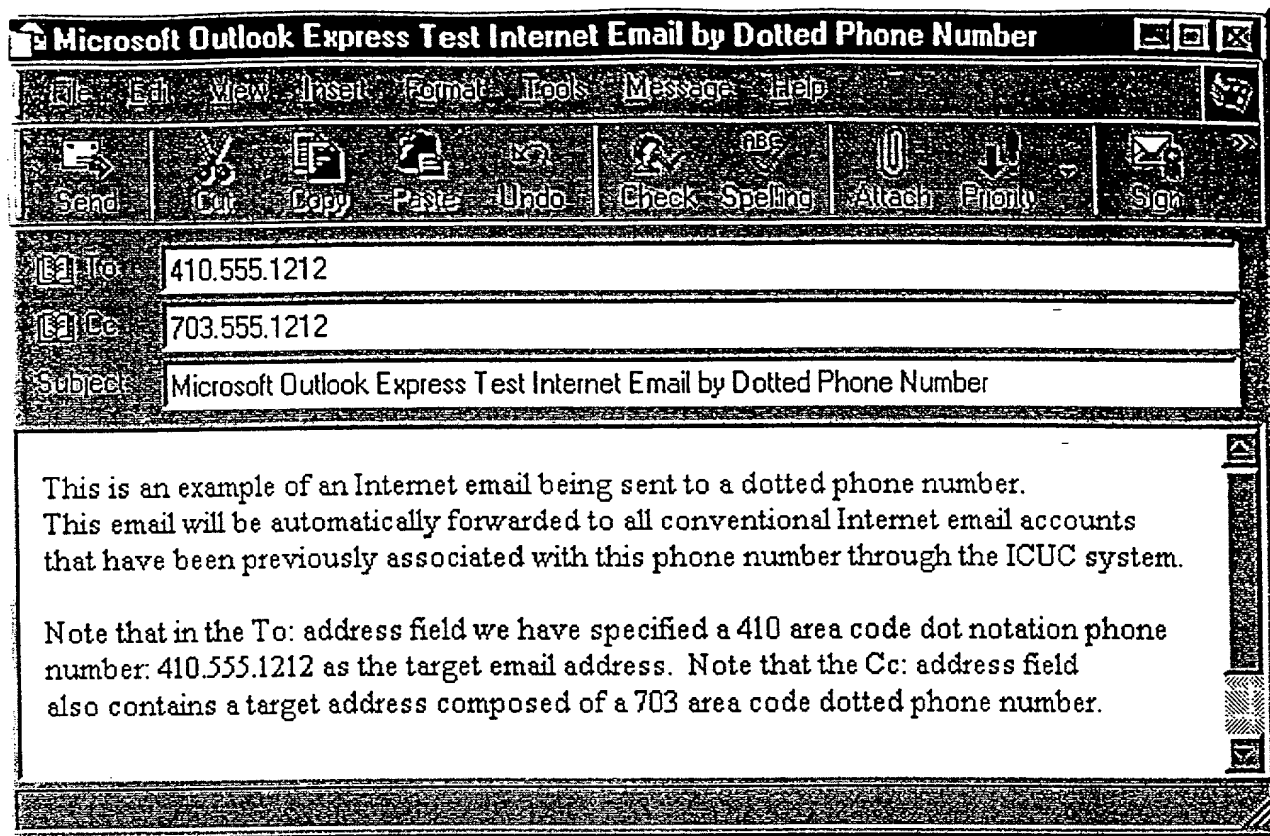 Microsoft Outlook Express Test Internet Email by Dotted Phone Number
File Edit View Insert Format Tools Message Help
Send Cut Copy Paste Undo Check ABC Spelling Attach Priority Sign
To: 410.555.1212
Cc: 703.555.1212
Subject: Microsoft Outlook Express Test Internet Email by Dotted Phone Number
This is an example of an Internet email being sent to a dotted phone number.
This email will be automatically forwarded to all conventional Internet email accounts
that have been previously associated with this phone number through the ICUC system.
Note that in the To: address field we have specified a 410 area code dot notation phone
number: 410.555.1212 as the target email address. Note that the Cc: address field
also contains a target address composed of a 703 area code dotted phone number.